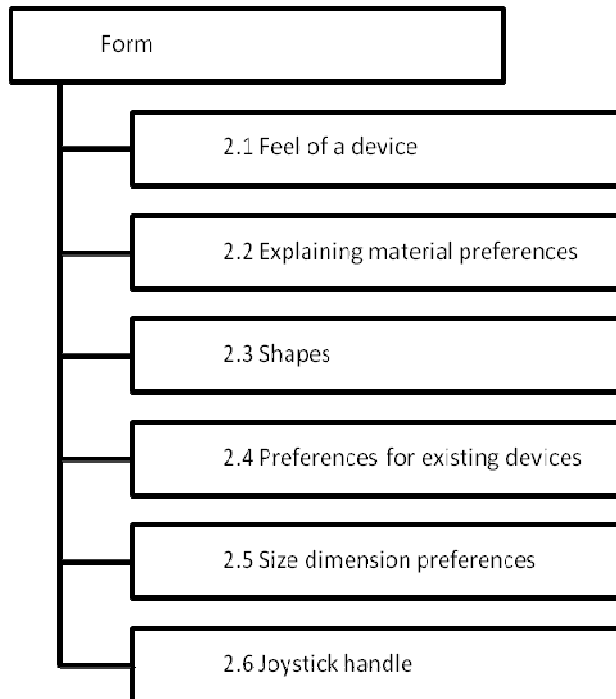 Form
2.1 Feel of a device
2.2 Explaining material preferences
2.3 Shapes
2.4 Preferences for existing devices
2.5 Size dimension preferences
2.6 Joystick handle